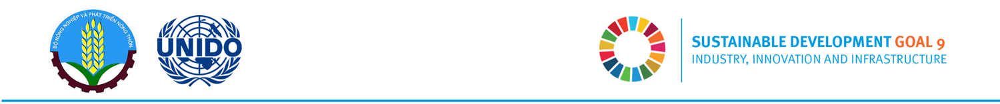 BỘ NÔNG NGHIỆP VÀ PHÁT TRIỂN NÔNG THÔN
UNIDO
SUSTAINABLE DEVELOPMENT GOAL 9
INDUSTRY, INNOVATION AND INFRASTRUCTURE